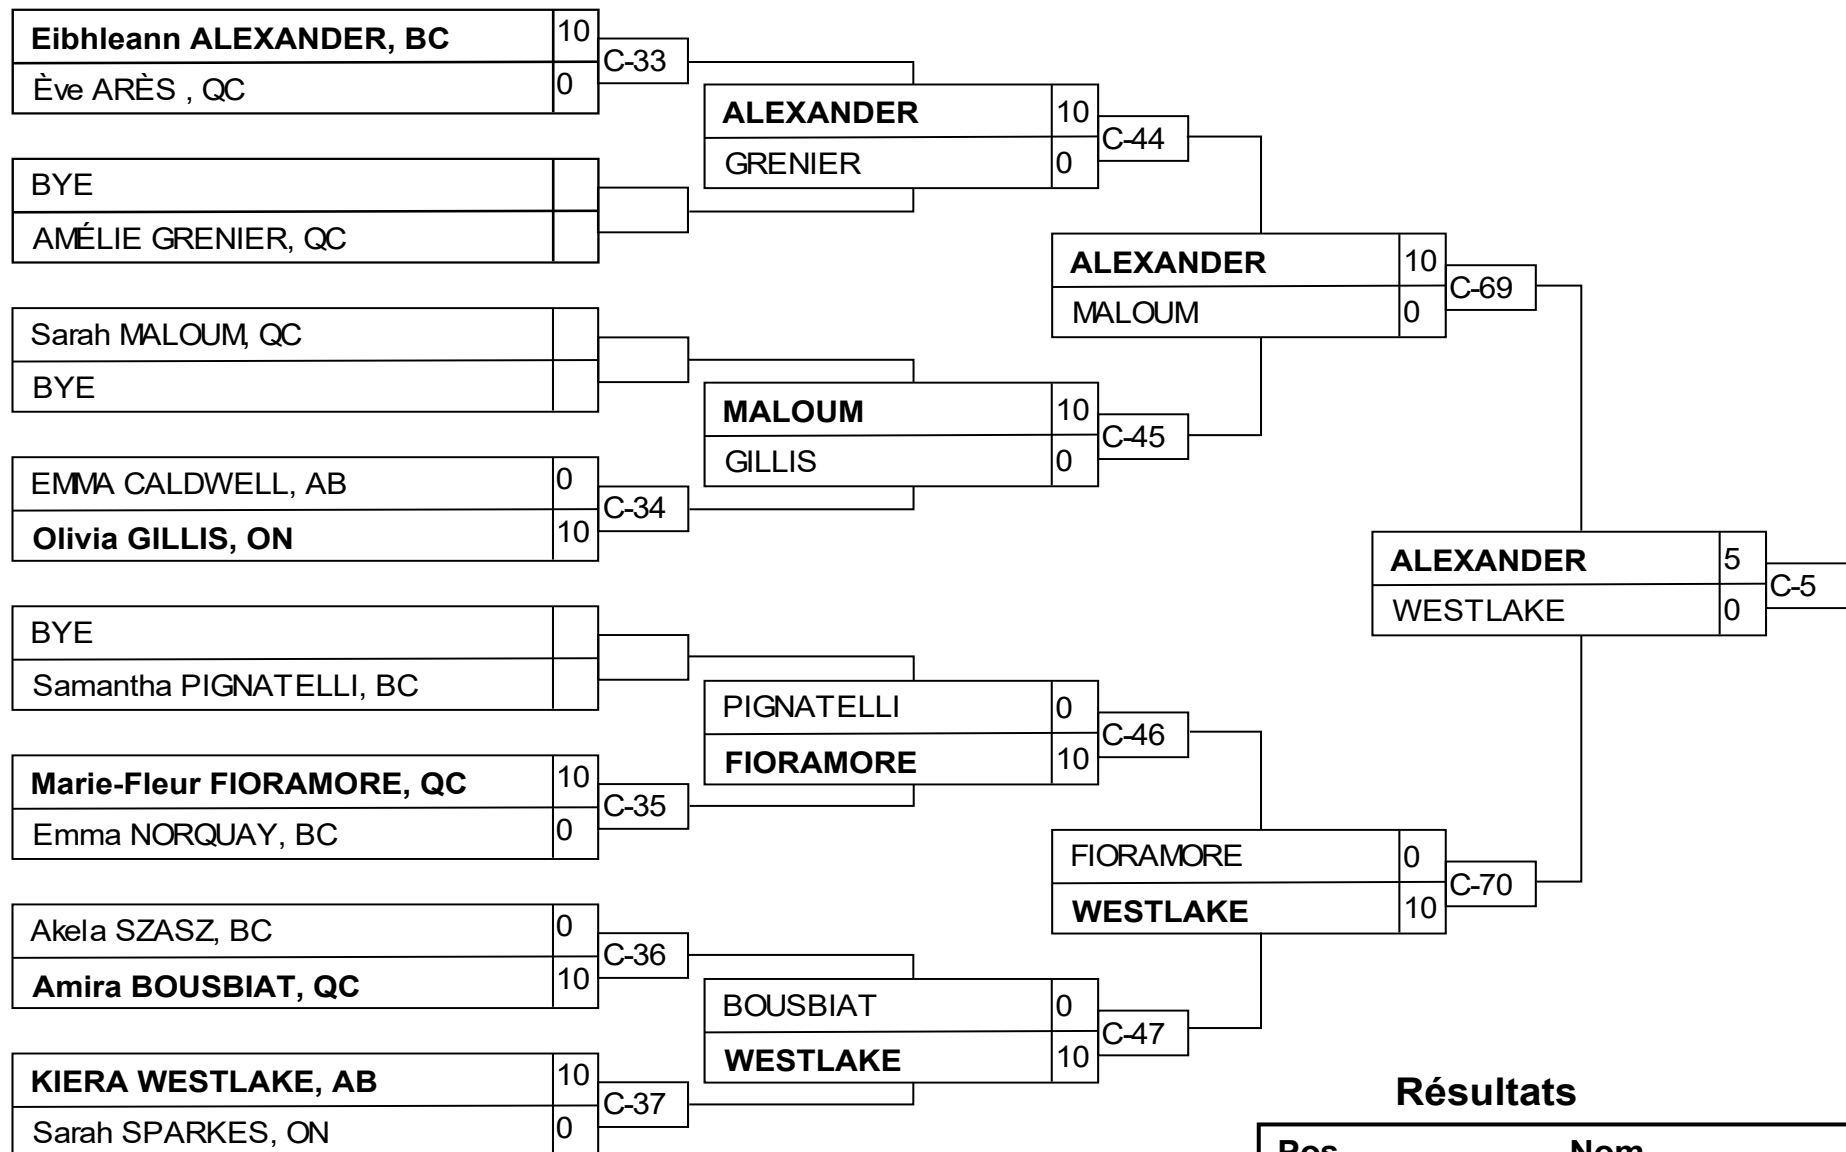 Eibhleann ALEXANDER, BC 10
Ève ARÈS , QC 0
C-33
BYE
AMÉLIE GRENIER, QC
Sarah MALOUM, QC
BYE
EMMA CALDWELL, AB 0
Olivia GILLIS, ON 10
C-34
BYE
Samantha PIGNATELLI, BC
Marie-Fleur FIORAMORE, QC 10
Emma NORQUAY, BC 0
C-35
Akela SZASZ, BC 0
Amira BOUSBIAT, QC 10
C-36
KIERA WESTLAKE, AB 10
Sarah SPARKES, ON 0
C-37
ALEXANDER 10
GRENIER 0
C-44
MALOUM 10
GILLIS 0
C-45
PIGNATELLI 0
FIORAMORE 10
C-46
BOUSBIAT 0
WESTLAKE 10
C-47
ALEXANDER 10
MALOUM 0
C-69
FIORAMORE 0
WESTLAKE 10
C-70
ALEXANDER 5
WESTLAKE 0
C-5
Résultats
Pos Nom